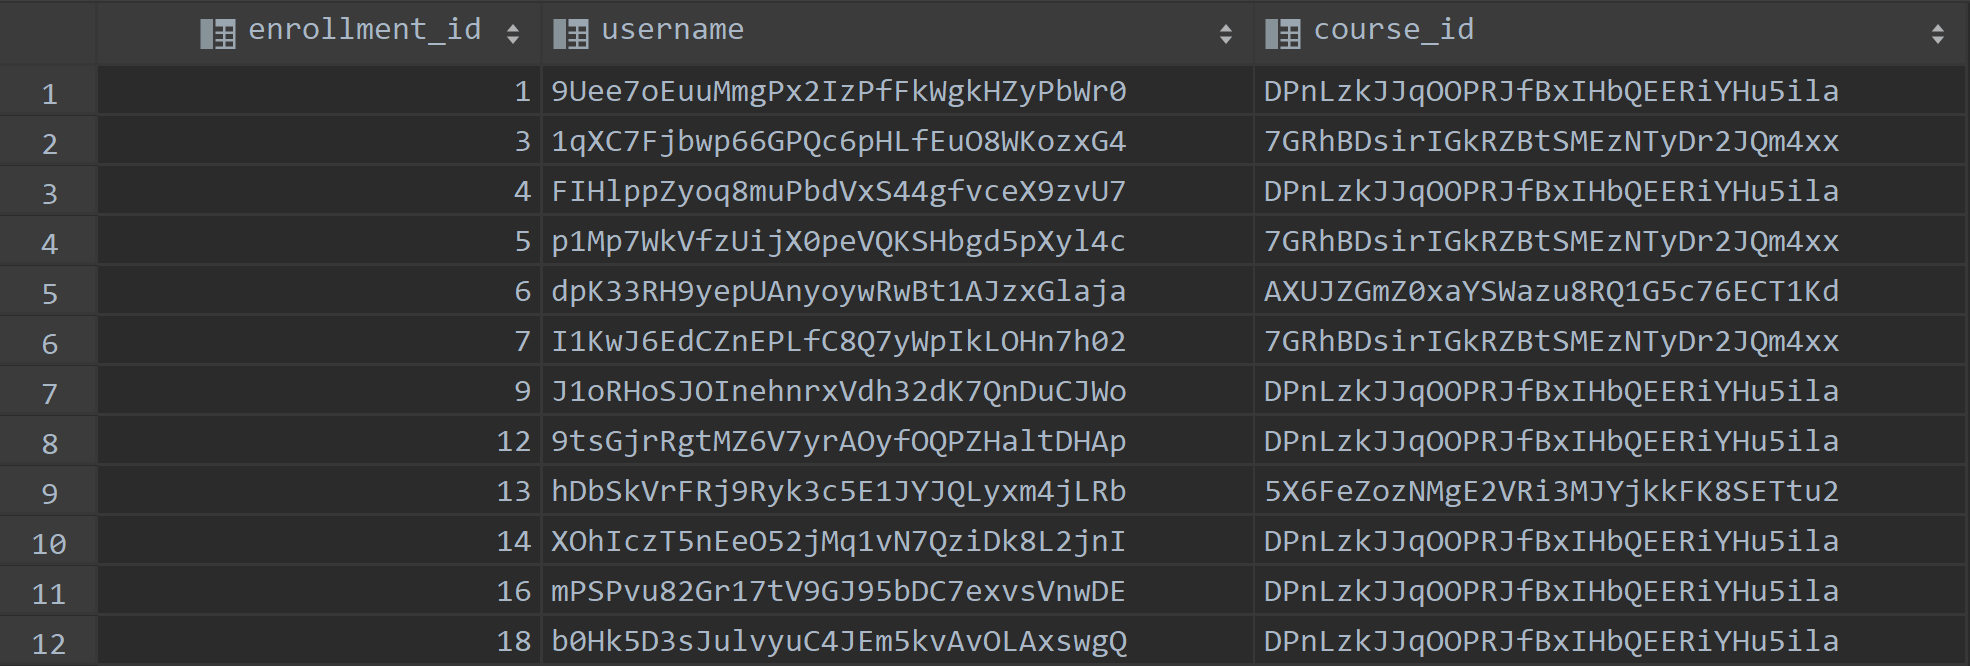 enrollment_id username course_id
1 1 9Uee7oEuuMmgPx2IzPfFkWgkHZyPbWr0 DPnLzkJJqOOPRJfBxIHbQEERiYHu5ila
2 3 1qXC7Fjbwp66GPQc6pHLfEuO8WKozxG4 7GRhBDsirIGkRZBtSMEzNTyDr2JQm4xx
3 4 FIHlppZyoq8muPbdVxS44gfvceX9zvU7 DPnLzkJJqOOPRJfBxIHbQEERiYHu5ila
4 5 p1Mp7WkVfzUijX0peVQKSHbgd5pXyl4c 7GRhBDsirIGkRZBtSMEzNTyDr2JQm4xx
5 6 dpK33RH9yepUAnyoywRwBt1AJzxGlaja AXUJZGmZ0xaYSWazu8RQ1G5c76ECT1Kd
6 7 I1KwJ6EdCZnEPLfC8Q7yWpIkLOHn7h02 7GRhBDsirIGkRZBtSMEzNTyDr2JQm4xx
7 9 J1oRHoSJOInehnrxVdh32dK7QnDuCJWo DPnLzkJJqOOPRJfBxIHbQEERiYHu5ila
8 12 9tsGjrRgtMZ6V7yrAOyfOQPZHaltDHAp DPnLzkJJqOOPRJfBxIHbQEERiYHu5ila
9 13 hDbSkVrFRj9Ryk3c5E1JYJQLyxm4jLRb 5X6FeZozNMgE2VRi3MJYjkkFK8SETtu2
10 14 XOhIczT5nEeO52jMq1vN7QziDk8L2jnI DPnLzkJJqOOPRJfBxIHbQEERiYHu5ila
11 16 mPSPvu82Gr17tV9GJ95bDC7exvsVnwDE DPnLzkJJqOOPRJfBxIHbQEERiYHu5ila
12 18 b0Hk5D3sJulvyuC4JEm5kvAvOLAxswgQ DPnLzkJJqOOPRJfBxIHbQEERiYHu5ila